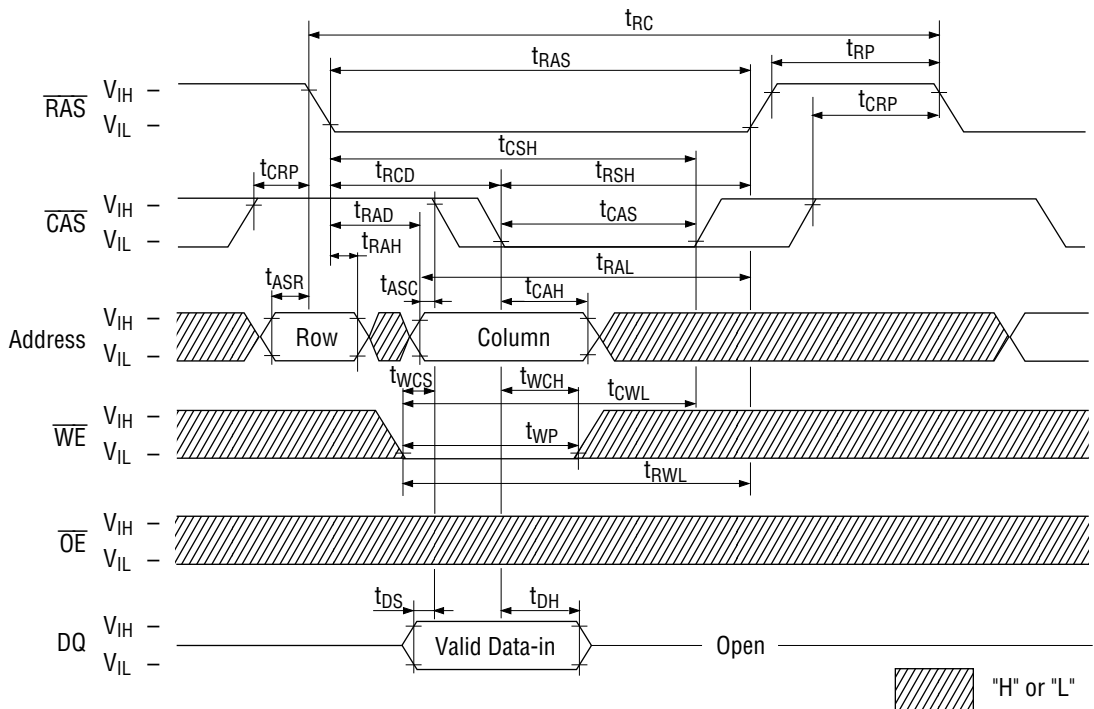 tRC
tRAS
tRP
RAS
VIH –
VIL –
tCRP
tCSH
tCRP
tRCD
tRSH
CAS
VIH –
VIL –
tRAD
tCAS
tRAH
tRAL
tASR
tASC
tCAH
Address
VIH –
VIL –
Row
Column
tWCS
tWCH
tCWL
WE
VIH –
VIL –
tWP
tRWL
OE
VIH –
VIL –
tDS
tDH
DQ
VIH –
VIL –
Valid Data-in
Open
"H" or "L"